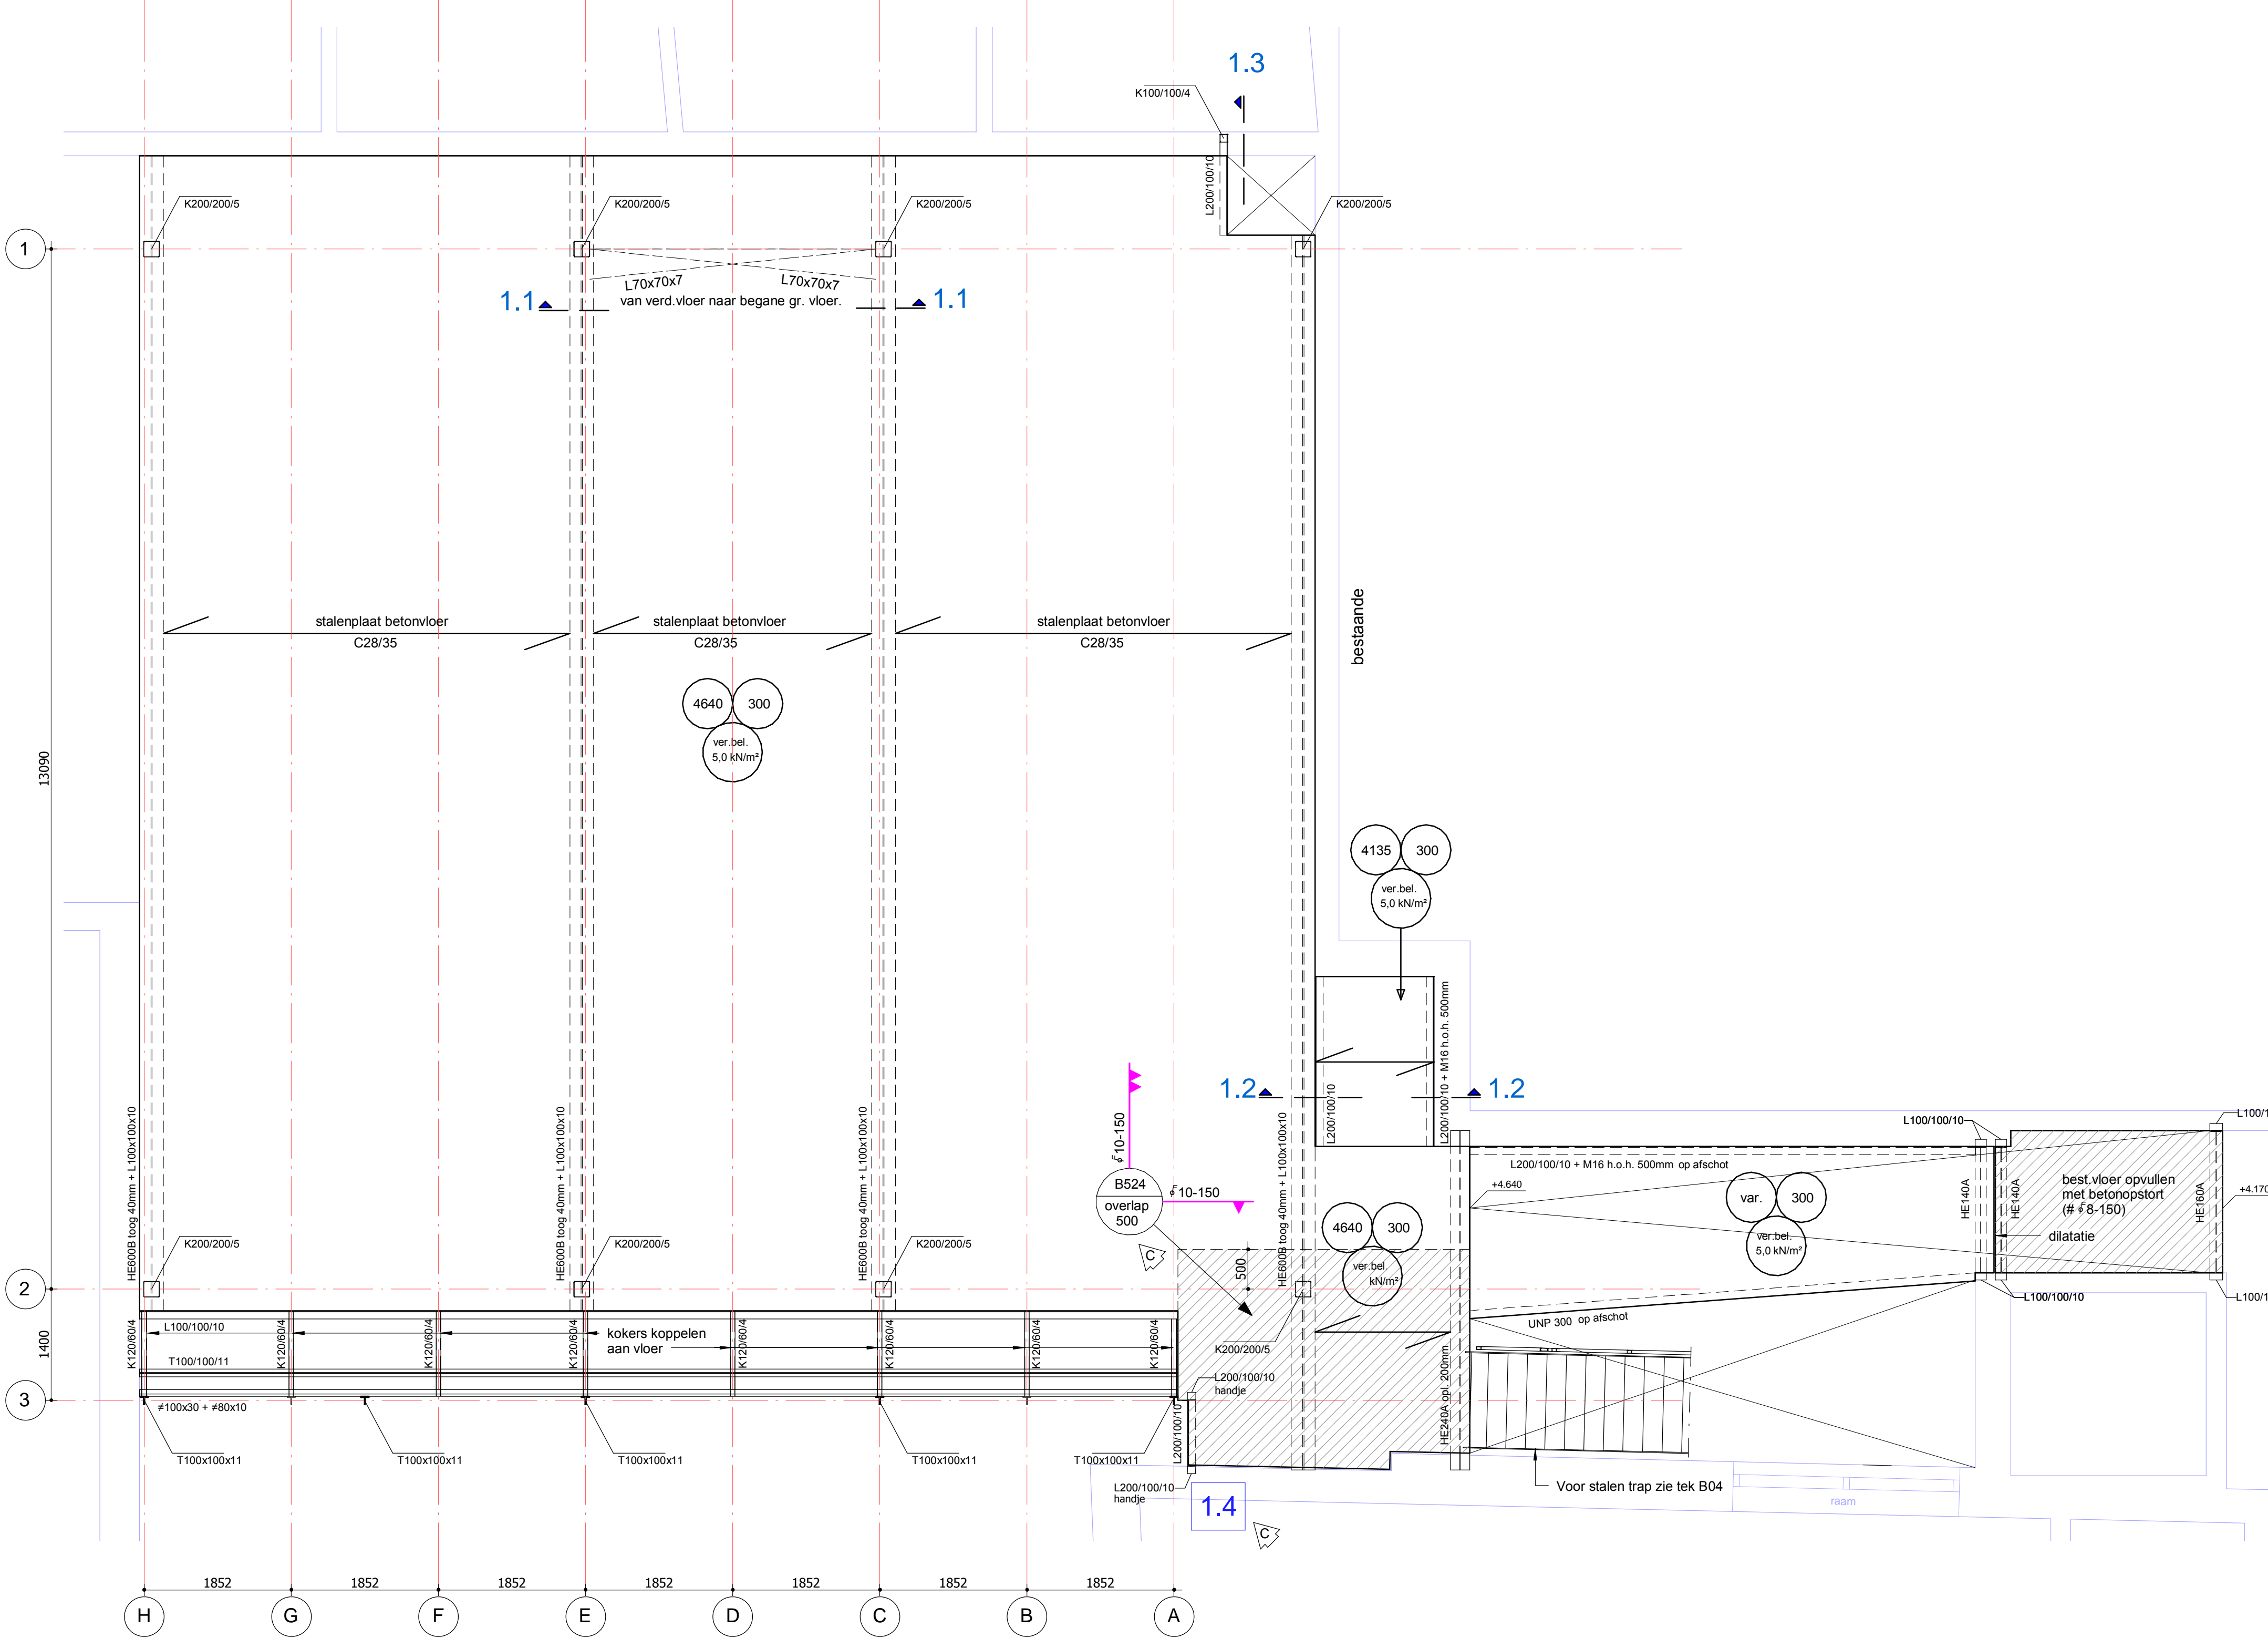 1.3
K100/100/4
L200/100/10
K200/200/5
K200/200/5
K200/200/5
K200/200/5
1
L70x70x7
L70x70x7
van verd.vloer naar begane gr. vloer.
1.1
1.1
stalenplaat betonvloer
C28/35
stalenplaat betonvloer
C28/35
stalenplaat betonvloer
C28/35
bestaande
4640
300
ver.bel.
5,0 kN/m²
13090
4135
300
ver.bel.
5,0 kN/m²
1.2
1.2
L200/100/10
L200/100/10 + M16 h.o.h. 500mm
HE600B toog 40mm + L100x100x10
HE600B toog 40mm + L100x100x10
HE600B toog 40mm + L100x100x10
HE600B toog 40mm + L100x100x10
10-150
B524
overlap
500
10-150
C
500
L100/100/10
L200/100/10 + M16 h.o.h. 500mm op afschot
+4.640
var.
300
ver.bel.
5,0 kN/m²
HE140A
HE140A
best.vloer opvullen
met betonopstort
(# 8-150)
dilatatie
HE160A
+4.170
L100/1
L100/1
L100/100/10
4640
300
ver.bel.
kN/m²
K200/200/5
K200/200/5
K200/200/5
K200/200/5
2
1400
3
L100/100/10
T100/100/11
K120/60/4
K120/60/4
K120/60/4
K120/60/4
K120/60/4
K120/60/4
K120/60/4
K120/60/4
kokers koppelen
aan vloer
≠100x30 + ≠80x10
T100x100x11
T100x100x11
T100x100x11
T100x100x11
T100x100x11
L200/100/10
handje
L200/100/10
L200/100/10
handje
HE240A opl. 200mm
UNP 300 op afschot
Voor stalen trap zie tek B04
raam
1.4
C
1852
1852
1852
1852
1852
1852
1852
H
G
F
E
D
C
B
A